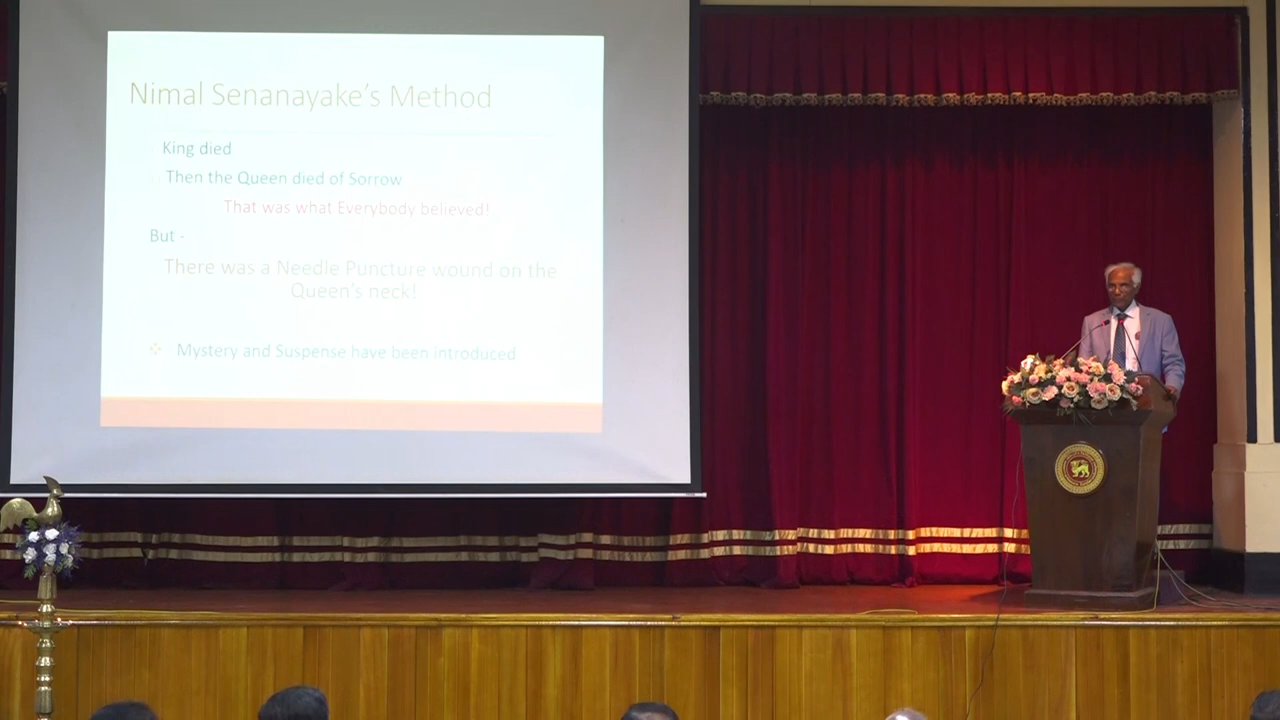 Nimal Senanayake's Method
King died
Then the Queen died of Sorrow
That was what Everybody believed!
But -
There was a Needle Puncture wound on the
Queen's neck!
Mystery and Suspense have been introduced